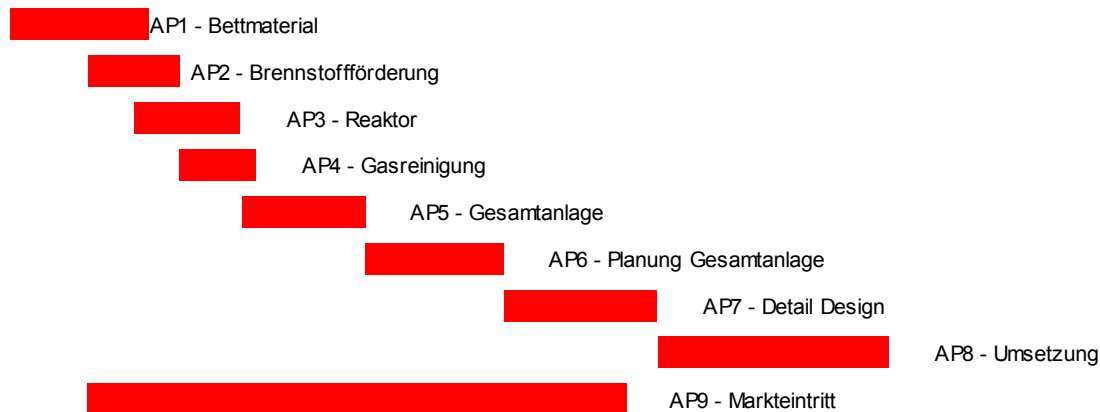 AP1 - Bettmaterial
AP2 - Brennstoffförderung
AP3 - Reaktor
AP4 - Gasreinigung
AP5 - Gesamtanlage
AP6 - Planung Gesamtanlage
AP7 - Detail Design
AP8 - Umsetzung
AP9 - Markteintritt